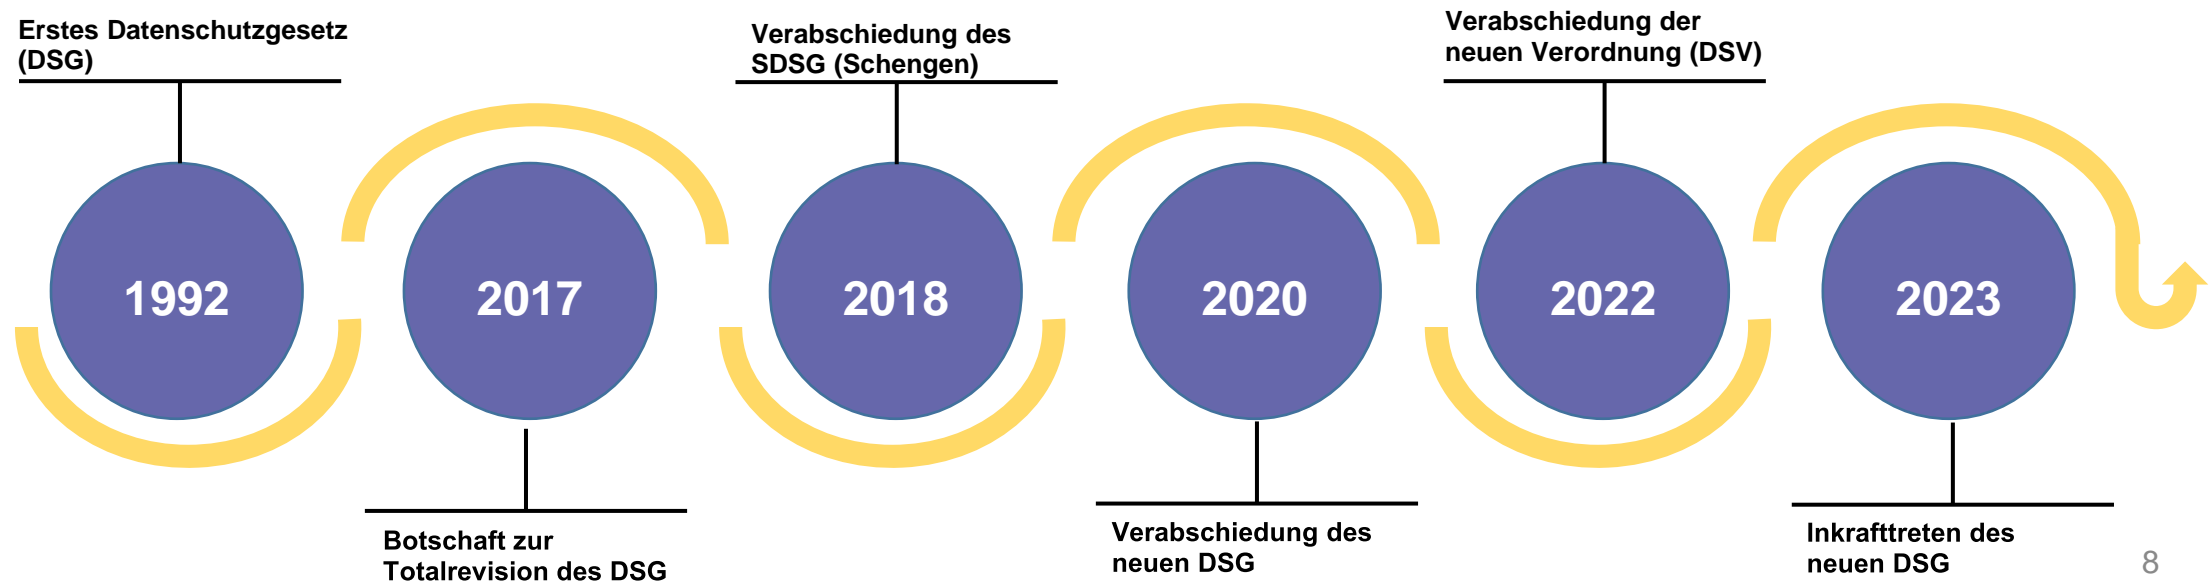 Erstes Datenschutzgesetz
(DSG)
1992
2017
Botschaft zur
Totalrevision des DSG
Verabschiedung des
SDSG (Schengen)
2018
2020
Verabschiedung des
neuen DSG
Verabschiedung der
neuen Verordnung (DSV)
2022
2023
Inkrafttreten des
neuen DSG
8